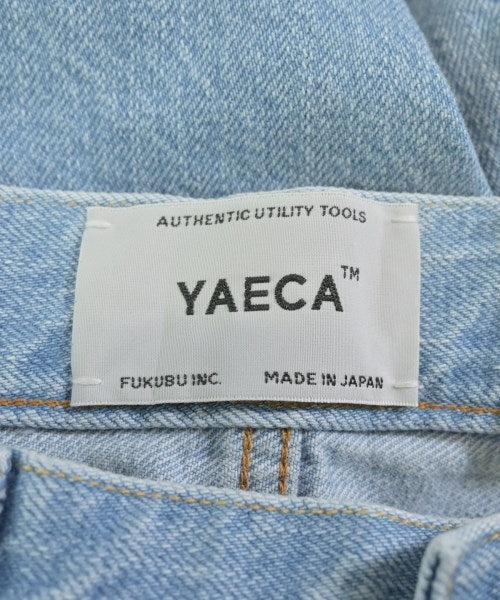 AUTHENTIC UTILITY TOOLS
YAECA™
FUKUBU INC. MADE IN JAPAN